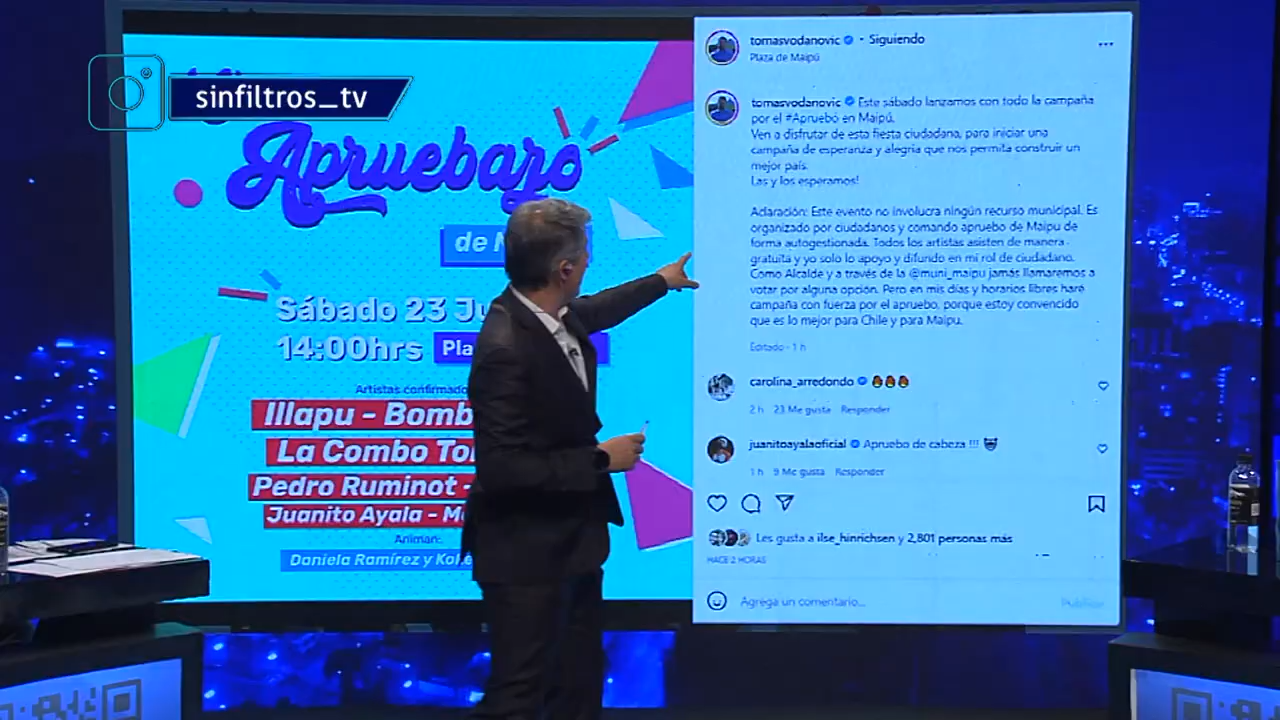 sinfiltros_tv
Apruebazo
de
Sábado 23
14:00hrs
Artistas
Illapu -
La Combo
Pedro Ruminot -
Juanito Ayala -
Animan:
Daniela Ramírez y
tomasvodanovic • Siguiendo
Plaza de Maipú
tomasvodanovic Este sábado lanzamos con todo la campaña
por el #Apruebo en Maipú.
Ven a disfrutar de esta fiesta ciudadana, para iniciar una
campaña de esperanza y alegria que nos permita construir un
mejor país.
Las y los esperamos!
Aclaración: Este evento no involucra ningún recurso municipal. Es
organizado por ciudadanos y comando apruebo de Maipu de
forma autogestionada. Todos los artistas asisten de manera
gratuita y yo solo lo apoyo y difundo en mi rol de ciudadano.
Como Alcalde y a través de la @muni_maipu jamás llamaremos a
votar por alguna opción. Pero en mis días y horarios libres haré
campaña con fuerza por el apruebo, porque estoy convencido
que es lo mejor para Chile y para Maipu.
Editado · 1 h
carolina_arredondo 🔥🔥🔥
2 h 23 Me gusta Responder
juanitoayalaoficial Apruebo de cabeza !!!
1 h 9 Me gusta Responder
Les gusta a ilse_hinrichsen y 2,801 personas más
HACE 2 HORAS
Agrega un comentario...
Publicar